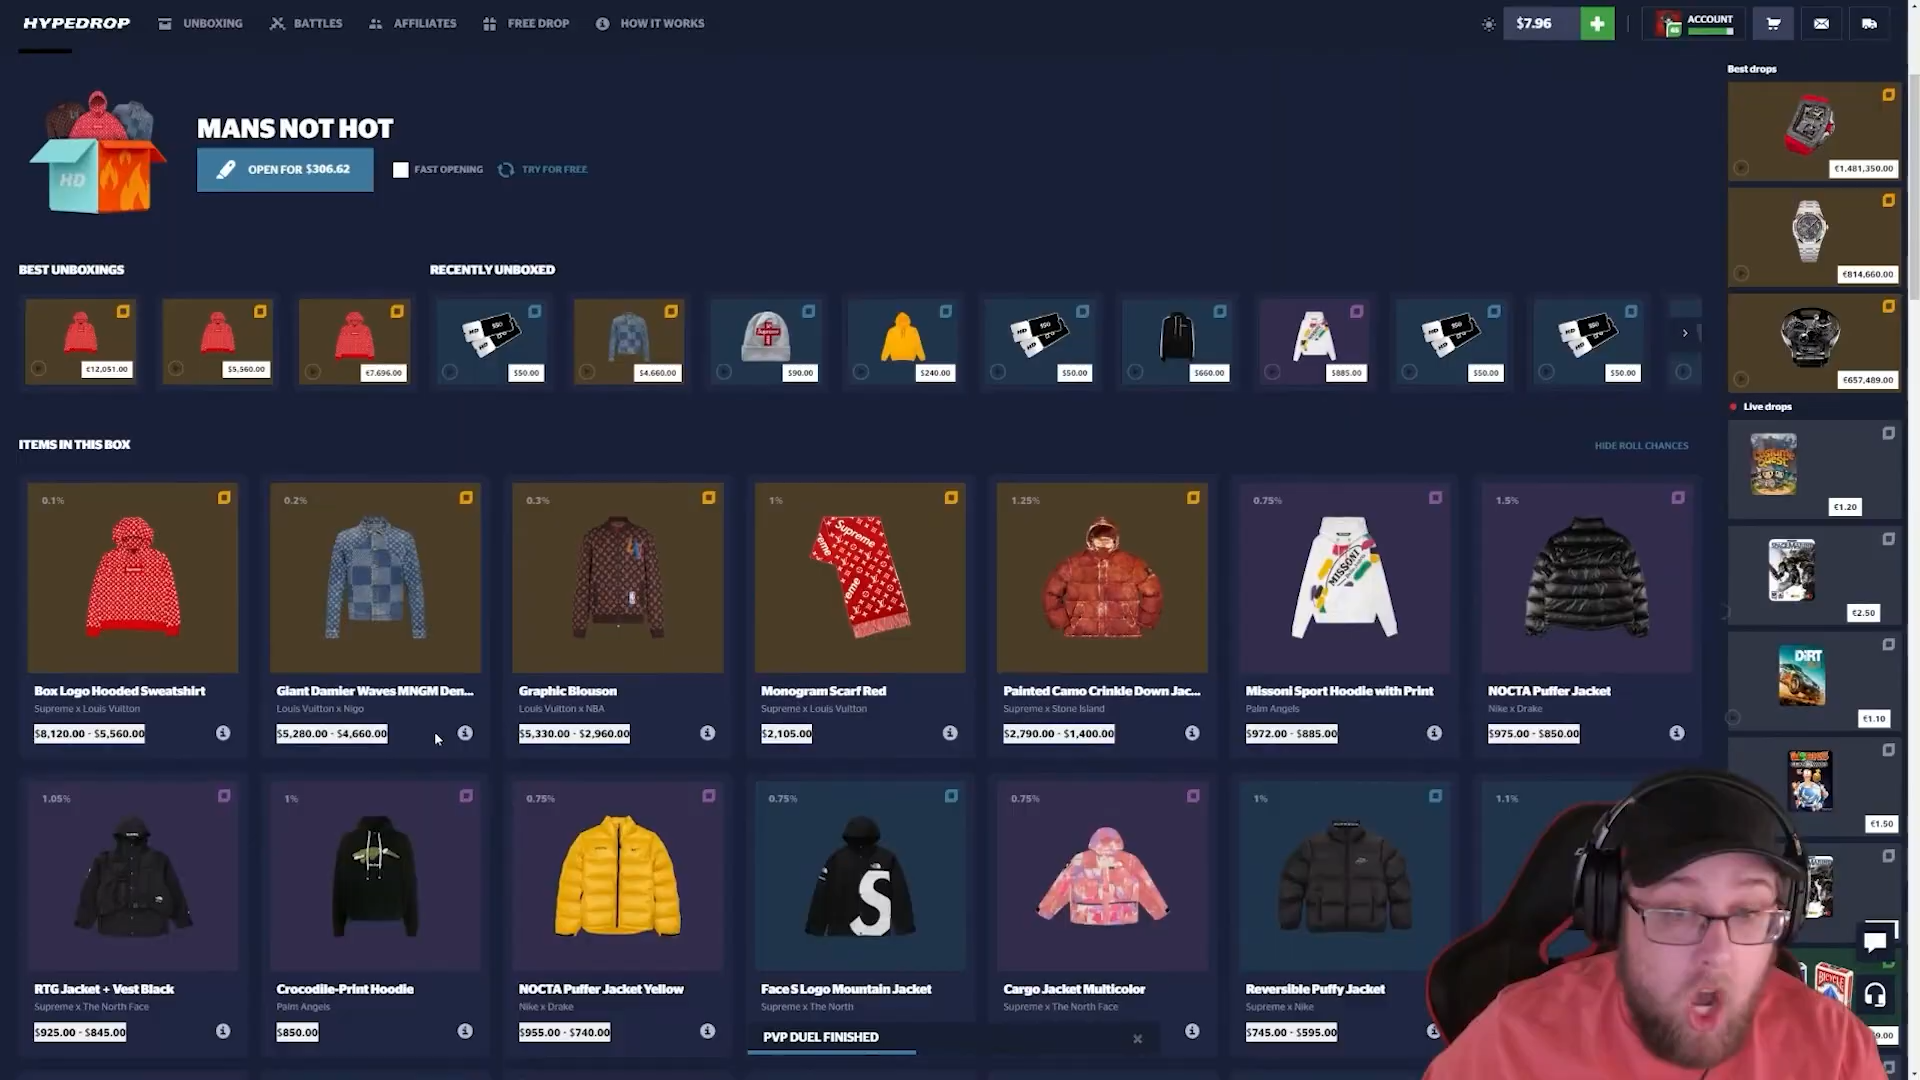 HYPEDROP
UNBOXING
BATTLES
AFFILIATES
FREE DROP
HOW IT WORKS
$7.96
ACCOUNT
MANS NOT HOT
OPEN FOR $306.62
FAST OPENING
TRY FOR FREE
HD
BEST UNBOXINGS
RECENTLY UNBOXED
€12,051.00
$5,560.00
€7,696.00
$50.00
$4,660.00
$90.00
$240.00
$50.00
$660.00
$885.00
$50.00
$50.00
ITEMS IN THIS BOX
HIDE ROLL CHANCES
0.1%
0.2%
0.3%
1%
1.25%
0.75%
1.5%
Supreme
MISSONI
Box Logo Hooded Sweatshirt
Giant Damier Waves MNGM Den...
Graphic Blouson
Monogram Scarf Red
Painted Camo Crinkle Down Jac...
Missoni Sport Hoodie with Print
NOCTA Puffer Jacket
Supreme x Louis Vuitton
Louis Vuitton x Nigo
Louis Vuitton x NBA
Supreme x Louis Vuitton
Supreme x Stone Island
Palm Angels
Nike x Drake
$8,120.00 - $5,560.00
$5,280.00 - $4,660.00
$5,330.00 - $2,960.00
$2,105.00
$2,790.00 - $1,400.00
$972.00 - $885.00
$975.00 - $850.00
1.05%
1%
0.75%
0.75%
0.75%
1%
1.1%
S
RTG Jacket + Vest Black
Crocodile-Print Hoodie
NOCTA Puffer Jacket Yellow
Face S Logo Mountain Jacket
Cargo Jacket Multicolor
Reversible Puffy Jacket
Supreme x The North Face
Palm Angels
Nike x Drake
Supreme x The North
Supreme x The North Face
Supreme x Nike
$925.00 - $845.00
$850.00
$955.00 - $740.00
$745.00 - $595.00
PVP DUEL FINISHED
Best drops
€1,481,350.00
€814,660.00
€657,489.00
Live drops
Costume Quest
€1.20
€2.50
DiRT
€1.10
€1.50
BICYCLE